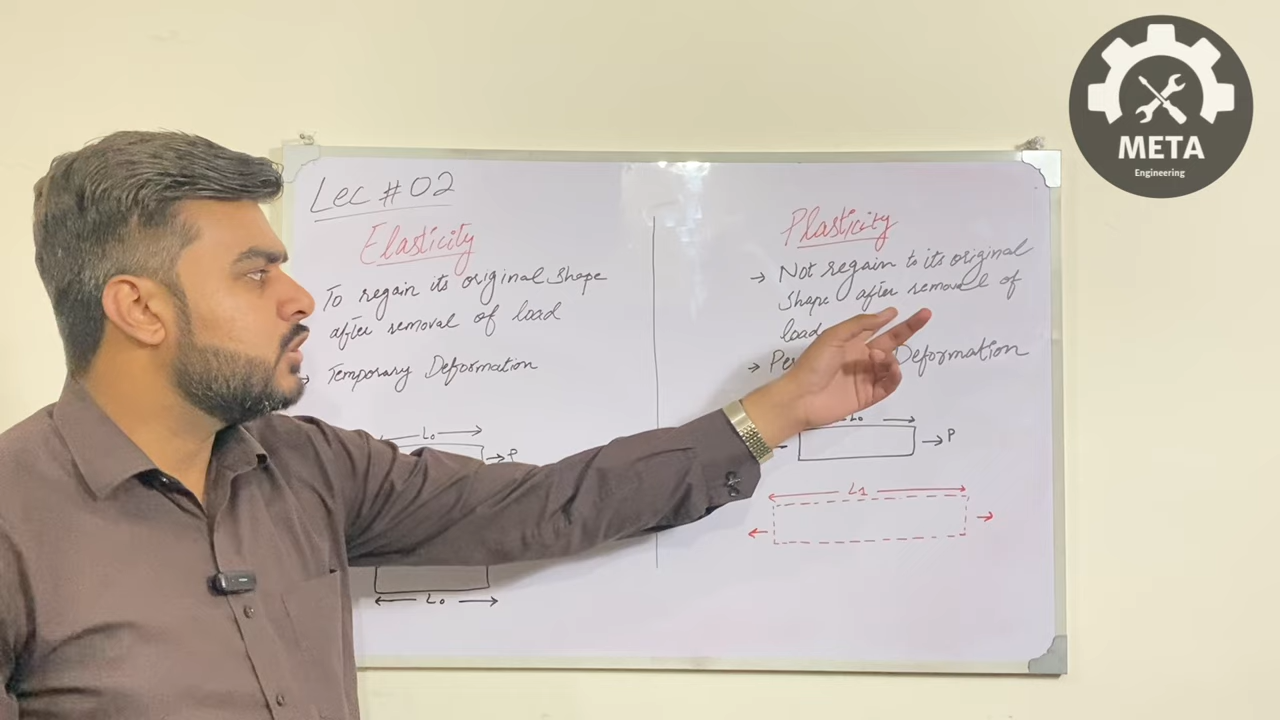 META
Engineering
Lec # 02
Elasticity
To regain its original shape
after removal of load
→ Temporary Deformation
← L₀ →
→ P
← L₀ →
Plasticity
→ Not regain to its original
shape after removal of
load
→ Deformation
L₀ →
→ P
← L1 →
← →